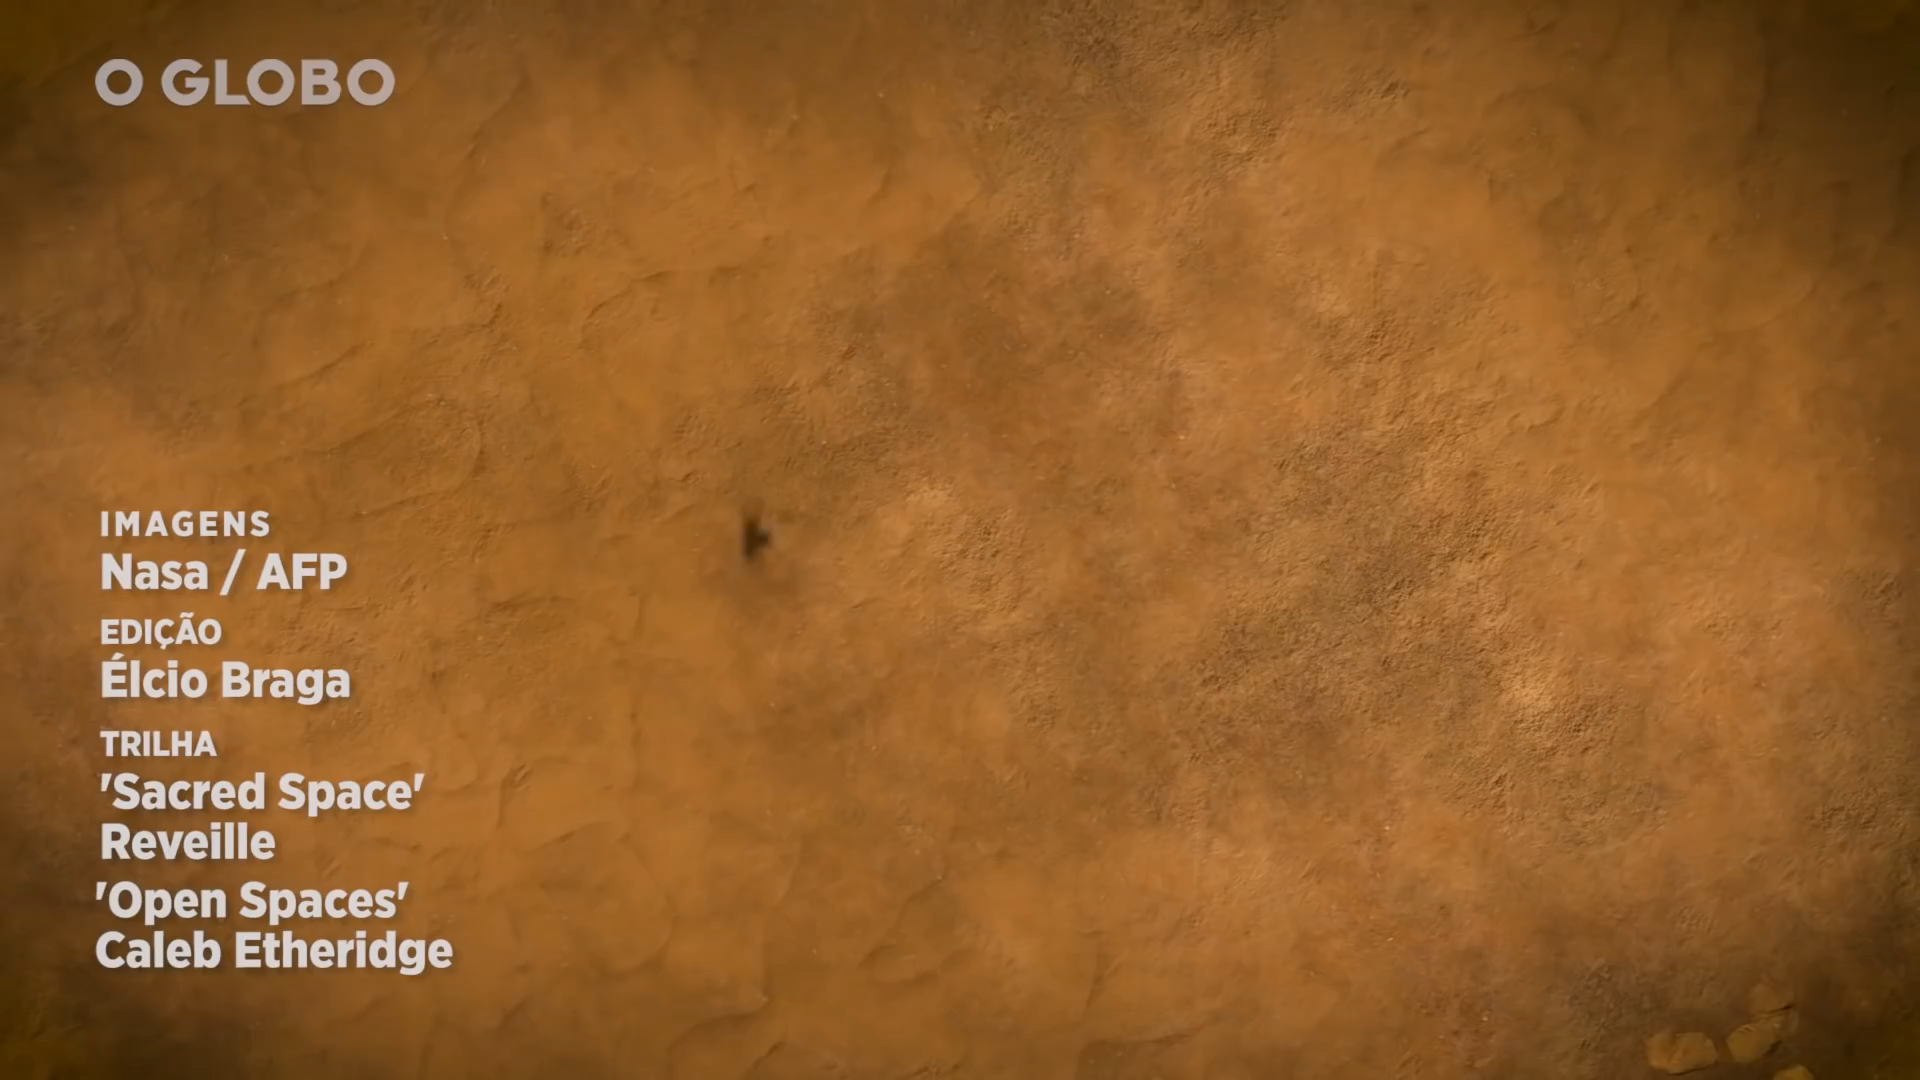 O GLOBO
IMAGENS
Nasa / AFP
EDIÇÃO
Élcio Braga
TRILHA
'Sacred Space'
Reveille
'Open Spaces'
Caleb Etheridge